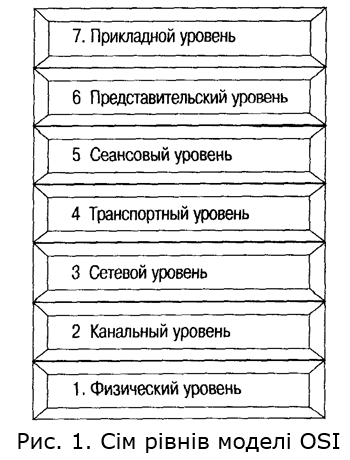 7. Прикладной уровень
6 Представительский уровень
5 Сеансовый уровень
4 Транспортный уровень
3 Сетевой уровень
2 Канальный уровень
1. Физический уровень
Рис. 1. Сім рівнів моделі OSI